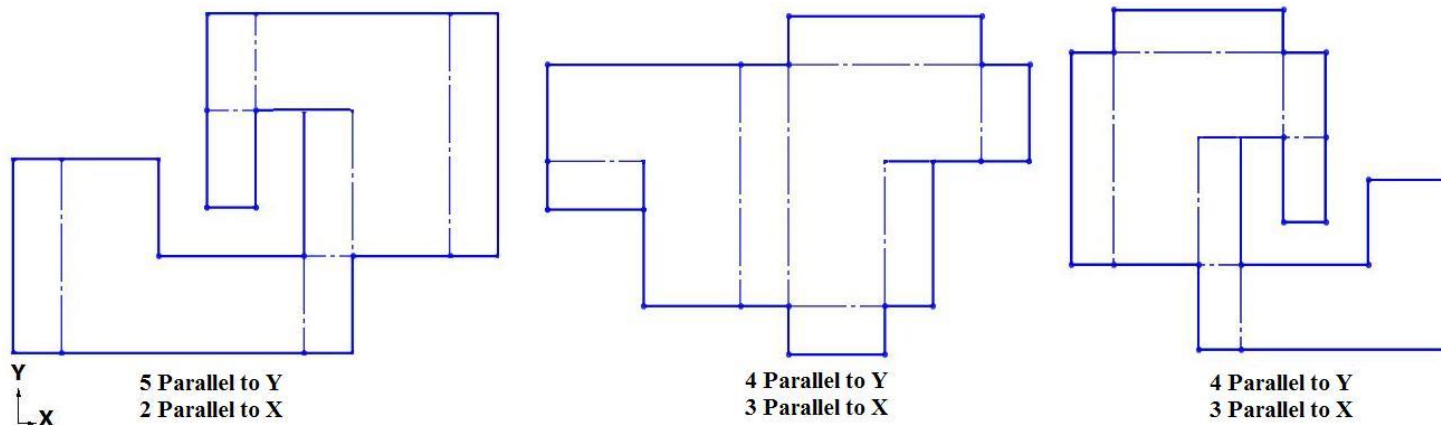 Y
X
5 Parallel to Y
2 Parallel to X
4 Parallel to Y
3 Parallel to X
4 Parallel to Y
3 Parallel to X